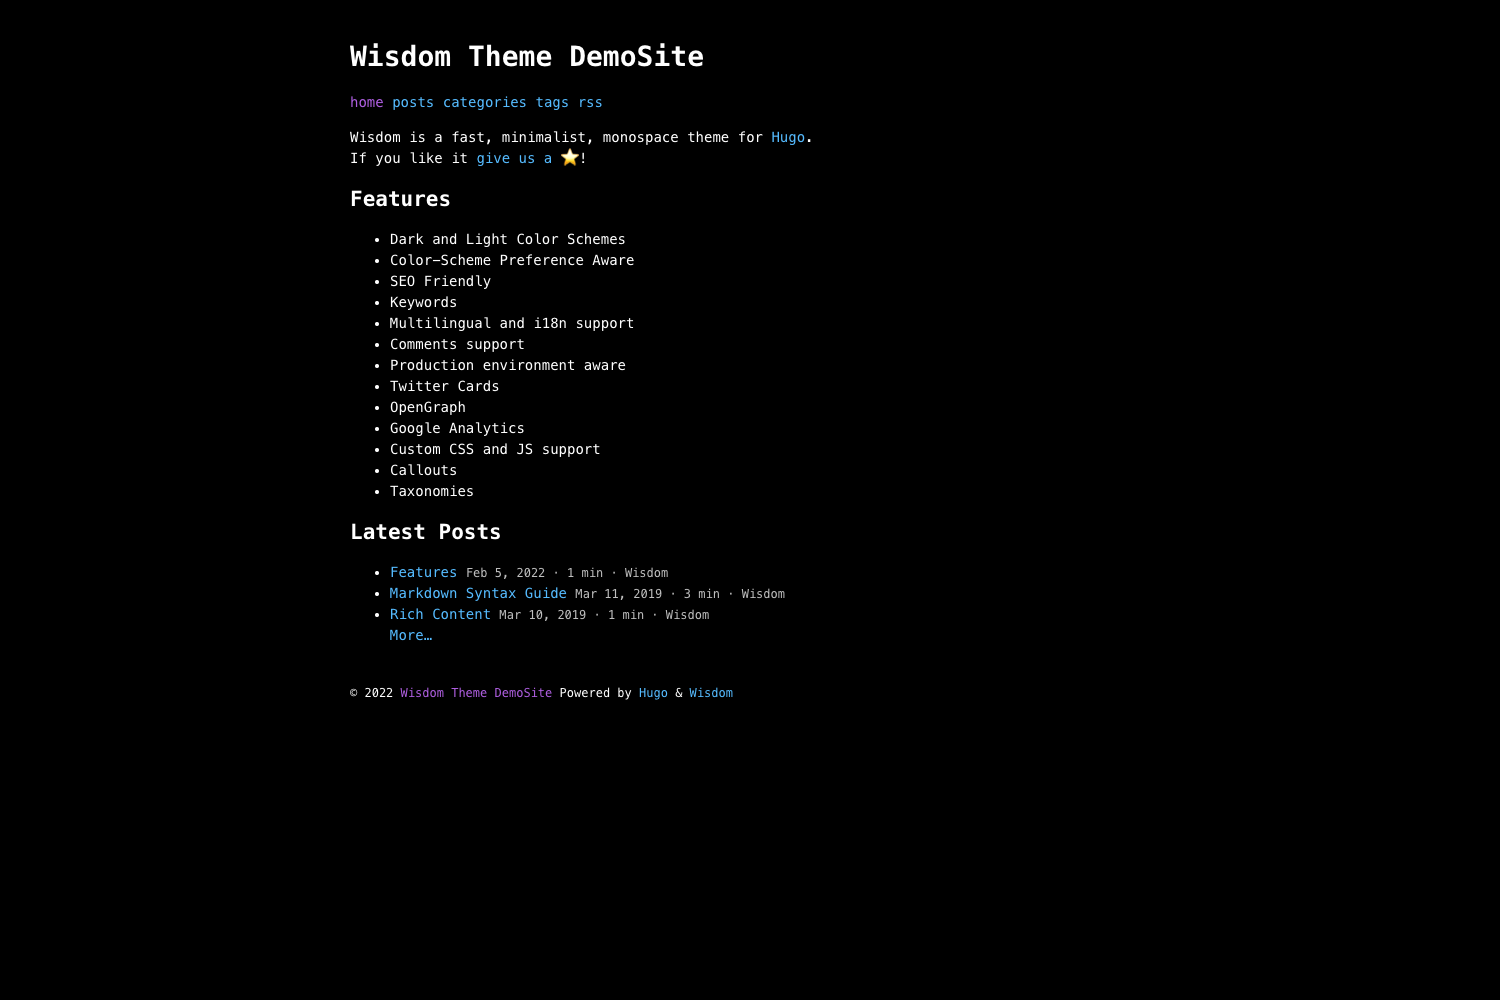 Wisdom Theme DemoSite
home posts categories tags rss
Wisdom is a fast, minimalist, monospace theme for Hugo.
If you like it give us a ⭐!
Features
• Dark and Light Color Schemes
• Color-Scheme Preference Aware
• SEO Friendly
• Keywords
• Multilingual and i18n support
• Comments support
• Production environment aware
• Twitter Cards
• OpenGraph
• Google Analytics
• Custom CSS and JS support
• Callouts
• Taxonomies
Latest Posts
• Features Feb 5, 2022 · 1 min · Wisdom
• Markdown Syntax Guide Mar 11, 2019 · 3 min · Wisdom
• Rich Content Mar 10, 2019 · 1 min · Wisdom
More…
© 2022 Wisdom Theme DemoSite Powered by Hugo & Wisdom